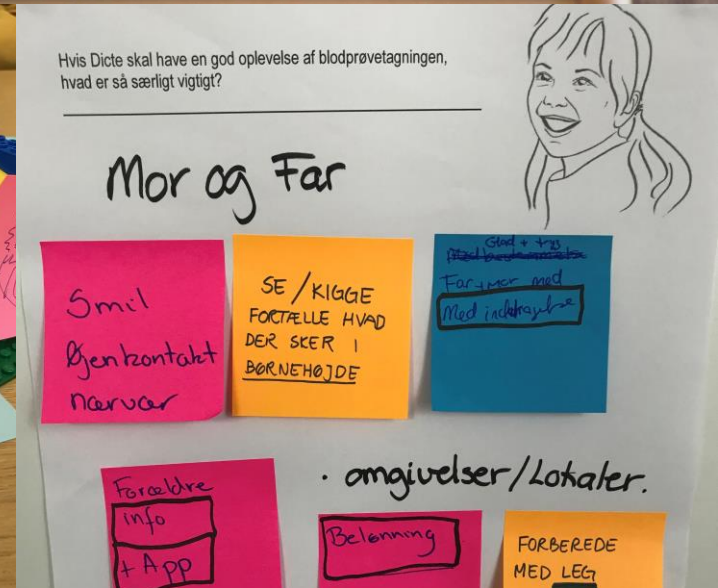 Hvis Dicte skal have en god oplevelse af blodprøvetagningen,
hvad er så særligt vigtigt?
Mor og Far
Smil
Øjenkontakt
nærvær
SE/KIGGE
FORTÆLLE HVAD
DER SKER I
BØRNEHØJDE
Glad + tryg
Far + Mor med
Med inddragelse
• omgivelser/Lokaler.
Forældre
info
+ App
Belønning
FORBEREDE
MED LEG